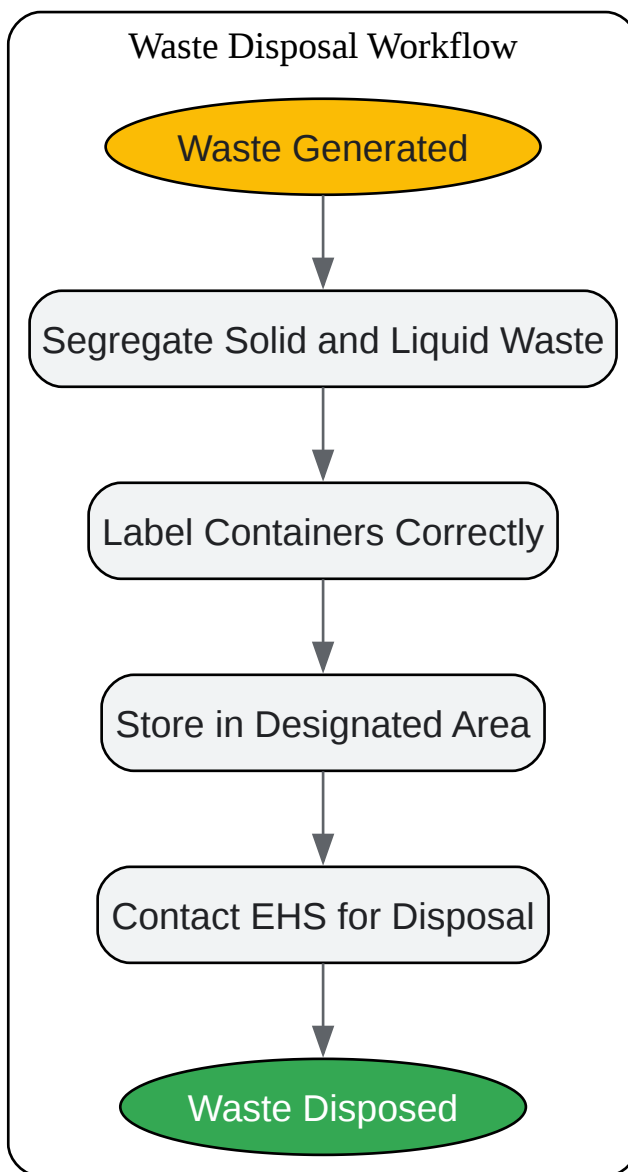 Waste Disposal Workflow
Waste Generated
Segregate Solid and Liquid Waste
Label Containers Correctly
Store in Designated Area
Contact EHS for Disposal
Waste Disposed